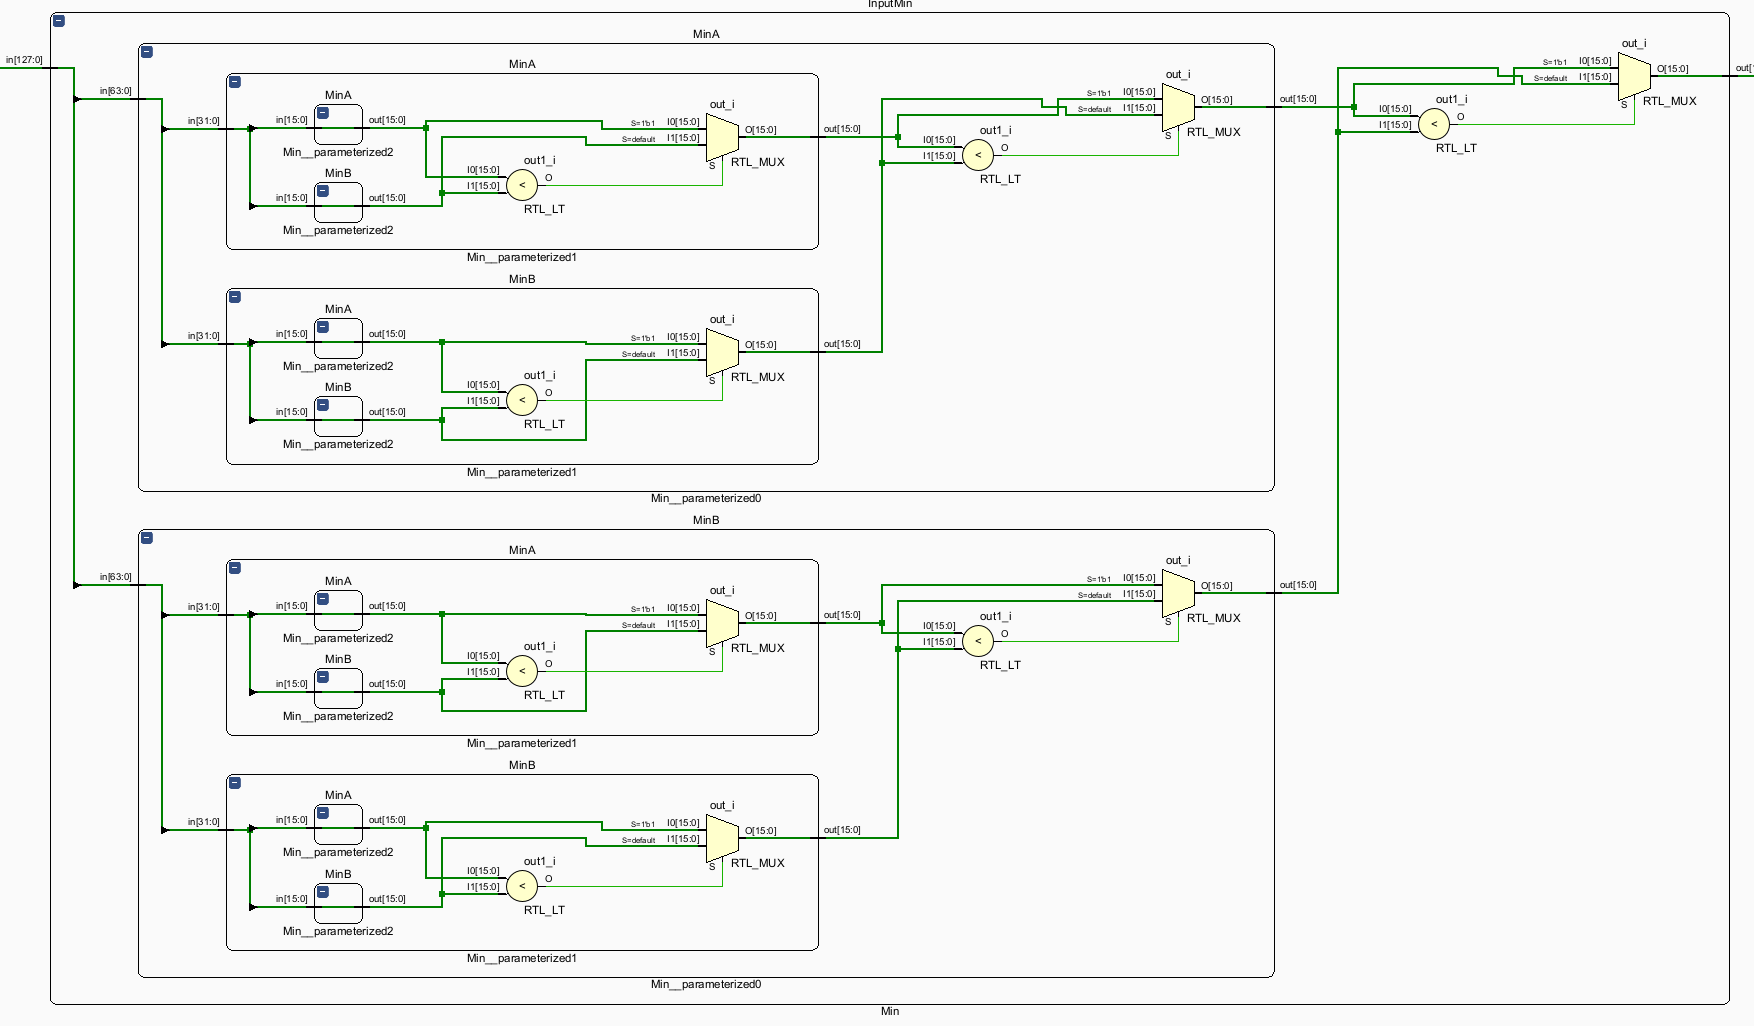 InputMin
in[127:0]
MinA
in[63:0]
MinA
in[31:0]
MinA
in[15:0]
out[15:0]
Min__parameterized2
MinB
in[15:0]
out[15:0]
Min__parameterized2
out1_i
I0[15:0]
I1[15:0]
<
O
RTL_LT
out_i
S=1'b1
I0[15:0]
S=default
I1[15:0]
O[15:0]
S
RTL_MUX
out[15:0]
Min__parameterized1
MinB
in[31:0]
MinA
in[15:0]
out[15:0]
Min__parameterized2
MinB
in[15:0]
out[15:0]
Min__parameterized2
out1_i
I0[15:0]
I1[15:0]
<
O
RTL_LT
out_i
S=1'b1
I0[15:0]
S=default
I1[15:0]
O[15:0]
S
RTL_MUX
out[15:0]
Min__parameterized1
out1_i
I0[15:0]
I1[15:0]
<
O
RTL_LT
out_i
S=1'b1
I0[15:0]
S=default
I1[15:0]
O[15:0]
S
RTL_MUX
out[15:0]
Min__parameterized0
MinB
in[63:0]
MinA
in[31:0]
MinA
in[15:0]
out[15:0]
Min__parameterized2
MinB
in[15:0]
out[15:0]
Min__parameterized2
out1_i
I0[15:0]
I1[15:0]
<
O
RTL_LT
out_i
S=1'b1
I0[15:0]
S=default
I1[15:0]
O[15:0]
S
RTL_MUX
out[15:0]
Min__parameterized1
MinB
in[31:0]
MinA
in[15:0]
out[15:0]
Min__parameterized2
MinB
in[15:0]
out[15:0]
Min__parameterized2
out1_i
I0[15:0]
I1[15:0]
<
O
RTL_LT
out_i
S=1'b1
I0[15:0]
S=default
I1[15:0]
O[15:0]
S
RTL_MUX
out[15:0]
Min__parameterized1
out1_i
I0[15:0]
I1[15:0]
<
O
RTL_LT
out_i
S=1'b1
I0[15:0]
S=default
I1[15:0]
O[15:0]
S
RTL_MUX
out[15:0]
Min__parameterized0
out1_i
I0[15:0]
I1[15:0]
<
O
RTL_LT
out_i
S=1'b1
I0[15:0]
S=default
I1[15:0]
O[15:0]
S
RTL_MUX
out[
Min